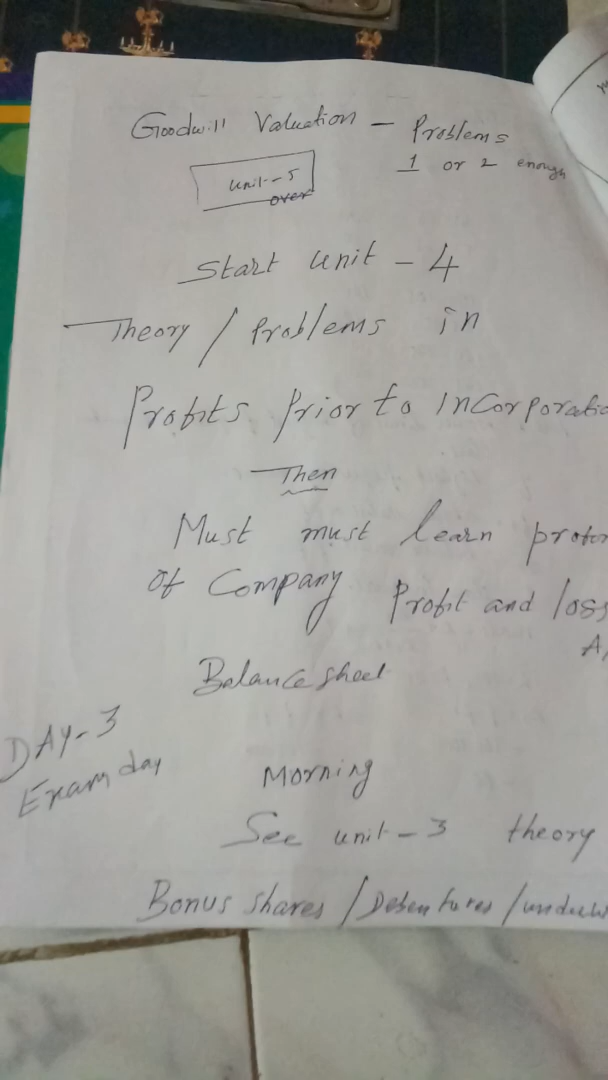 Goodwill Valuation - Problems
1 or 2 enough
Unit-5
over
Start Unit - 4
Theory / Problems in
Profits Prior to Incorporatio
Then
Must must learn
of Company Profit and loss
A
Balance sheet
DAY-3
Exam day
Morning
See unit-3 theory
Bonus shares / Debentures /